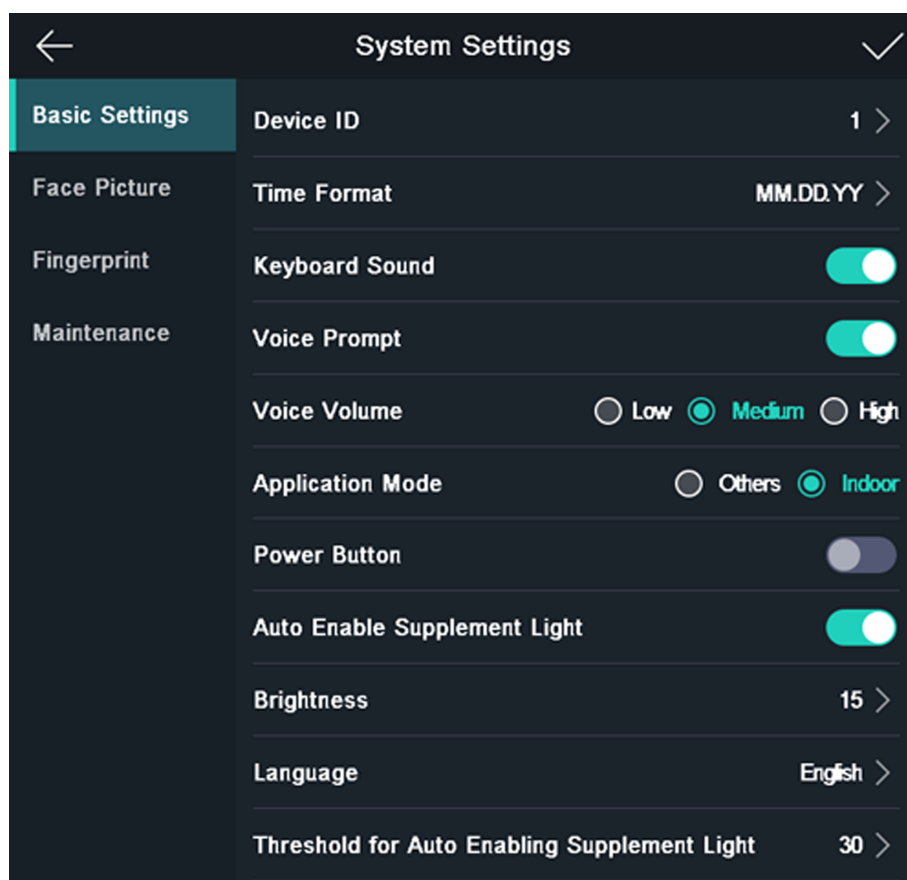 System Settings
Basic Settings
Face Picture
Fingerprint
Maintenance
Device ID 1
Time Format MM.DD.YY
Keyboard Sound
Voice Prompt
Voice Volume Low Medium High
Application Mode Others Indoor
Power Button
Auto Enable Supplement Light
Brightness 15
Language English
Threshold for Auto Enabling Supplement Light 30